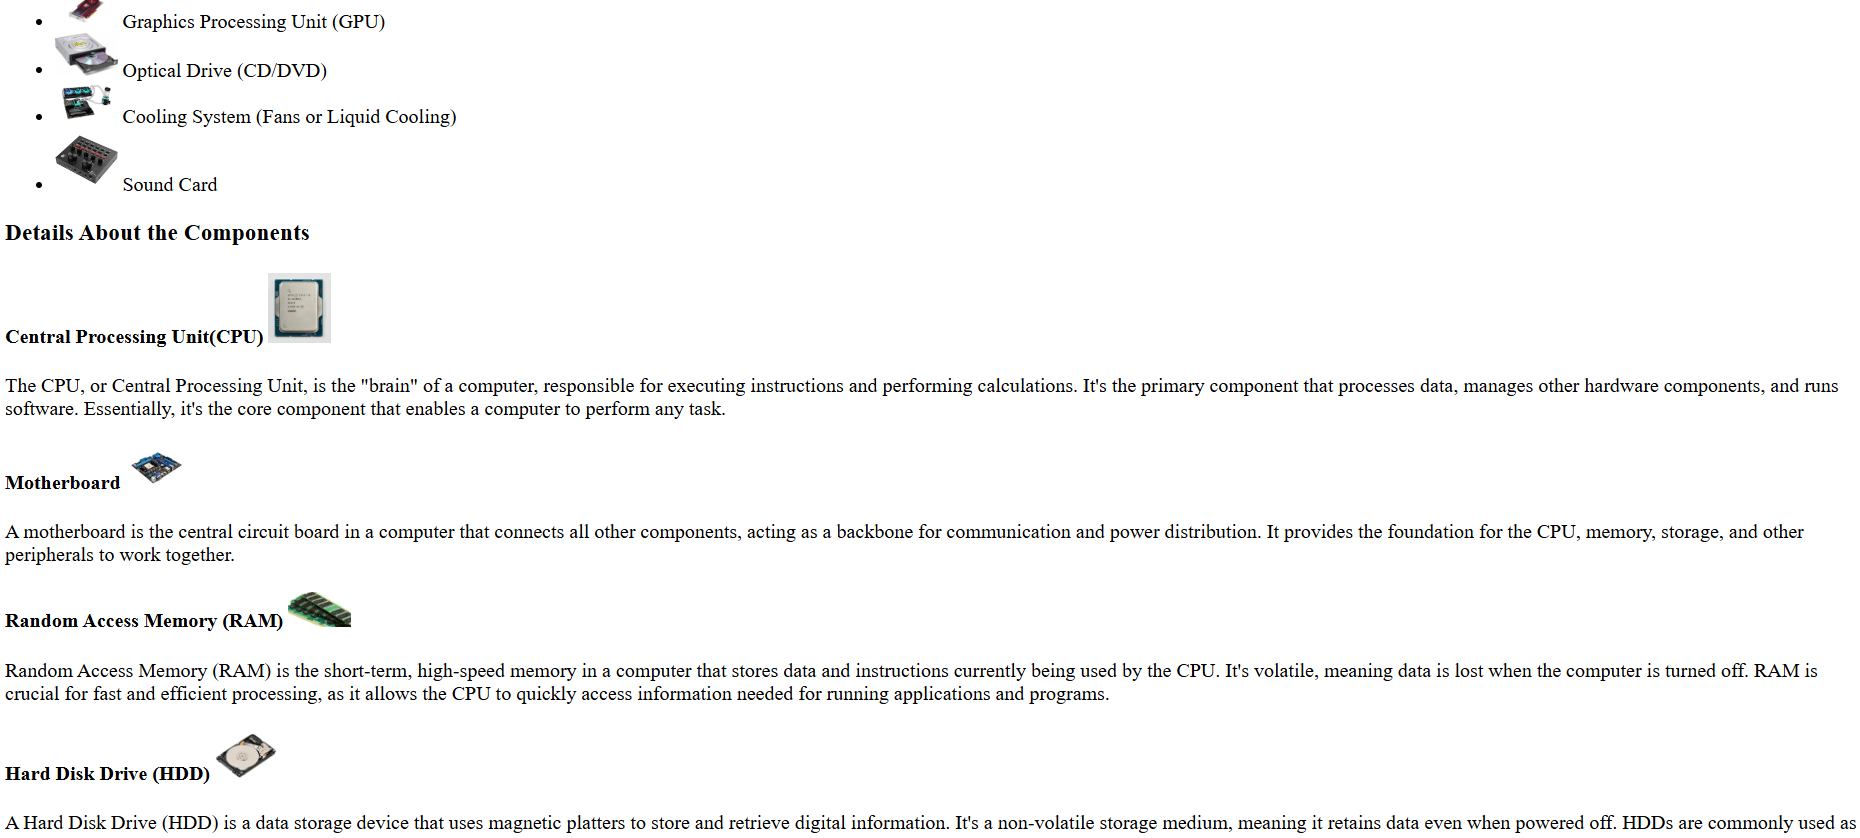 Graphics Processing Unit (GPU)
Optical Drive (CD/DVD)
Cooling System (Fans or Liquid Cooling)
Sound Card
Details About the Components
Central Processing Unit(CPU)
The CPU, or Central Processing Unit, is the "brain" of a computer, responsible for executing instructions and performing calculations. It's the primary component that processes data, manages other hardware components, and runs
software. Essentially, it's the core component that enables a computer to perform any task.
Motherboard
A motherboard is the central circuit board in a computer that connects all other components, acting as a backbone for communication and power distribution. It provides the foundation for the CPU, memory, storage, and other
peripherals to work together.
Random Access Memory (RAM)
Random Access Memory (RAM) is the short-term, high-speed memory in a computer that stores data and instructions currently being used by the CPU. It's volatile, meaning data is lost when the computer is turned off. RAM is
crucial for fast and efficient processing, as it allows the CPU to quickly access information needed for running applications and programs.
Hard Disk Drive (HDD)
A Hard Disk Drive (HDD) is a data storage device that uses magnetic platters to store and retrieve digital information. It's a non-volatile storage medium, meaning it retains data even when powered off. HDDs are commonly used as